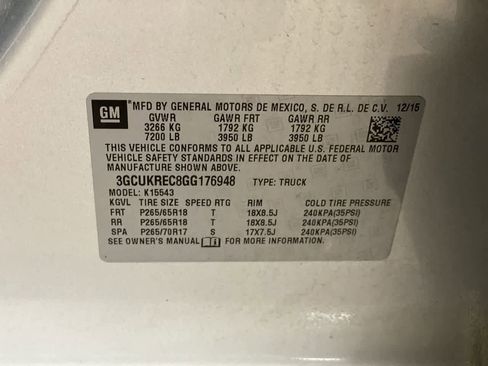 GM
MFD BY GENERAL MOTORS DE MEXICO, S. DE R.L. DE C.V. 12/15
GVWR GAWR FRT GAWR RR
3266 KG 1792 KG 1792 KG
7200 LB 3950 LB 3950 LB
THIS VEHICLE CONFORMS TO ALL APPLICABLE U.S. FEDERAL MOTOR
VEHICLE SAFETY STANDARDS IN EFFECT ON THE DATE OF
MANUFACTURE SHOWN ABOVE.
3GCUKREC8GG176948 TYPE: TRUCK
MODEL: K15543
KGVL TIRE SIZE SPEED RTG RIM COLD TIRE PRESSURE
FRT P265/65R18 T 18X8.5J 240KPA(35PSI)
RR P265/65R18 T 18X8.5J 240KPA(35PSI)
SPA P265/70R17 S 17X7.5J 240KPA(35PSI)
SEE OWNER'S MANUAL FOR MORE INFORMATION.